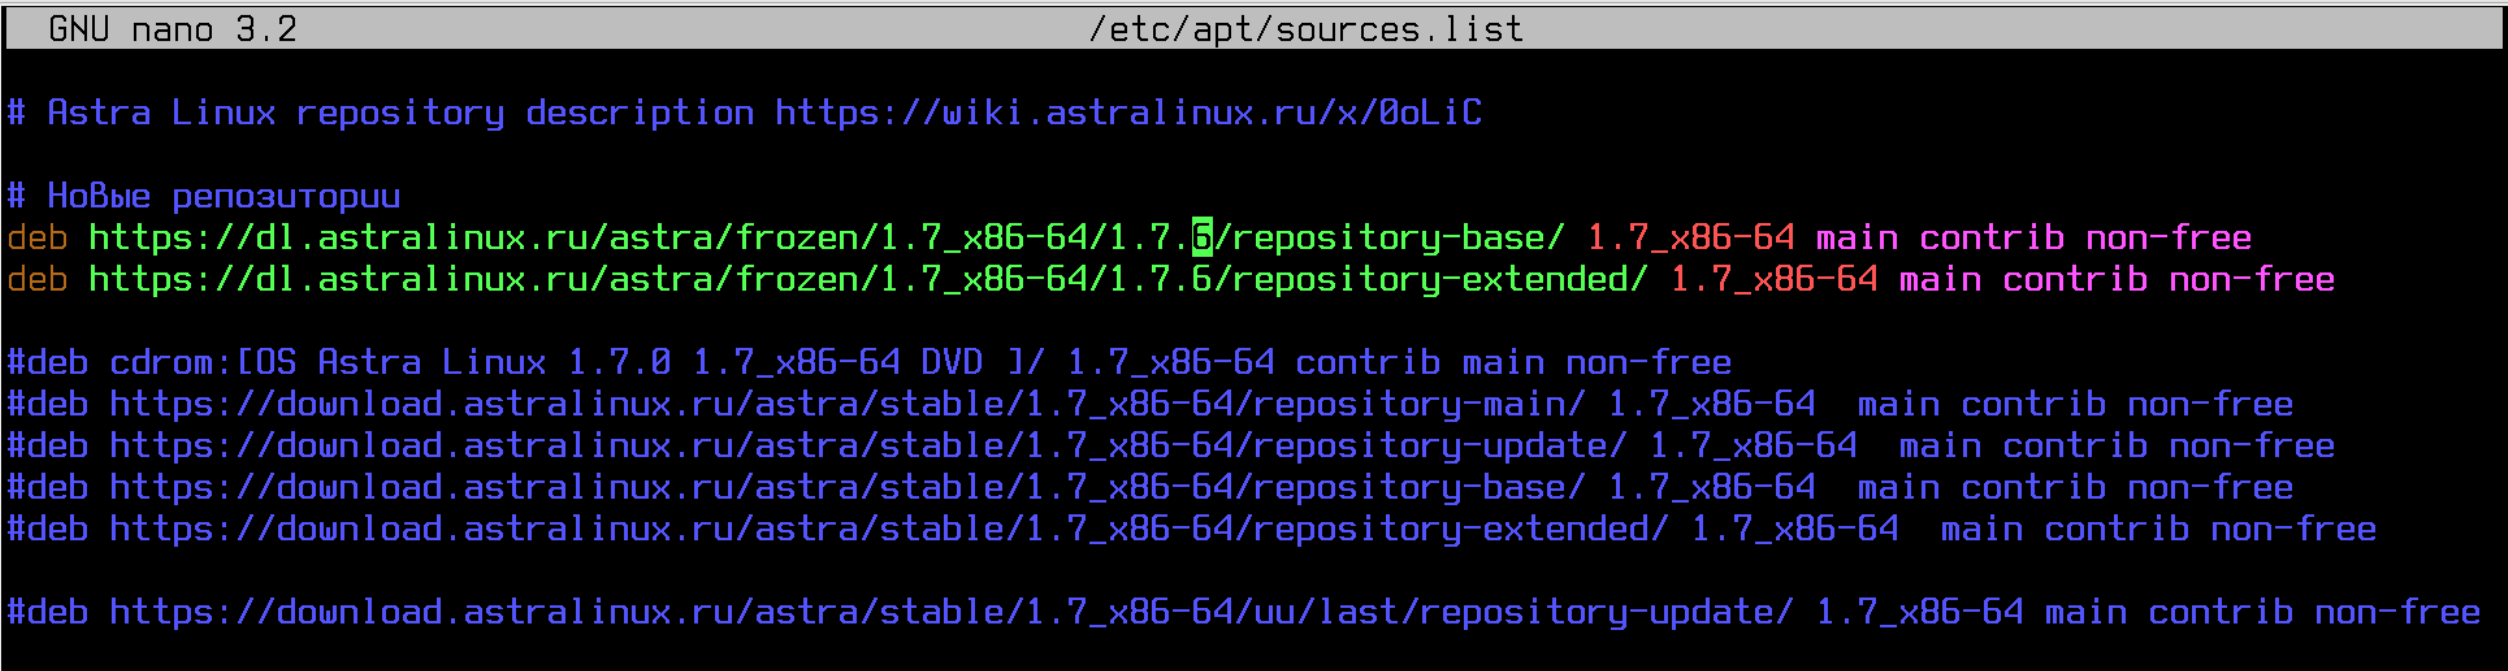 GNU nano 3.2 /etc/apt/sources.list
# Astra Linux repository description https://wiki.astralinux.ru/x/0oLiC
# Новые репозитории
deb https://dl.astralinux.ru/astra/frozen/1.7_x86-64/1.7.6/repository-base/ 1.7_x86-64 main contrib non-free
deb https://dl.astralinux.ru/astra/frozen/1.7_x86-64/1.7.6/repository-extended/ 1.7_x86-64 main contrib non-free
#deb cdrom:[OS Astra Linux 1.7.0 1.7_x86-64 DVD ]/ 1.7_x86-64 contrib main non-free
#deb https://download.astralinux.ru/astra/stable/1.7_x86-64/repository-main/ 1.7_x86-64  main contrib non-free
#deb https://download.astralinux.ru/astra/stable/1.7_x86-64/repository-update/ 1.7_x86-64  main contrib non-free
#deb https://download.astralinux.ru/astra/stable/1.7_x86-64/repository-base/ 1.7_x86-64  main contrib non-free
#deb https://download.astralinux.ru/astra/stable/1.7_x86-64/repository-extended/ 1.7_x86-64  main contrib non-free
#deb https://download.astralinux.ru/astra/stable/1.7_x86-64/uu/last/repository-update/ 1.7_x86-64 main contrib non-free